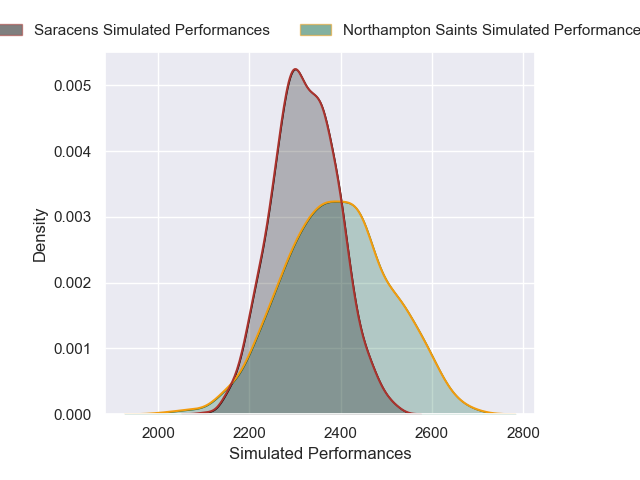 Saracens Simulated Performances
Northampton Saints Simulated Performance
0.005
0.004
0.003
0.002
0.001
0.000
Density
2000
2200
2400
2600
2800
Simulated Performances